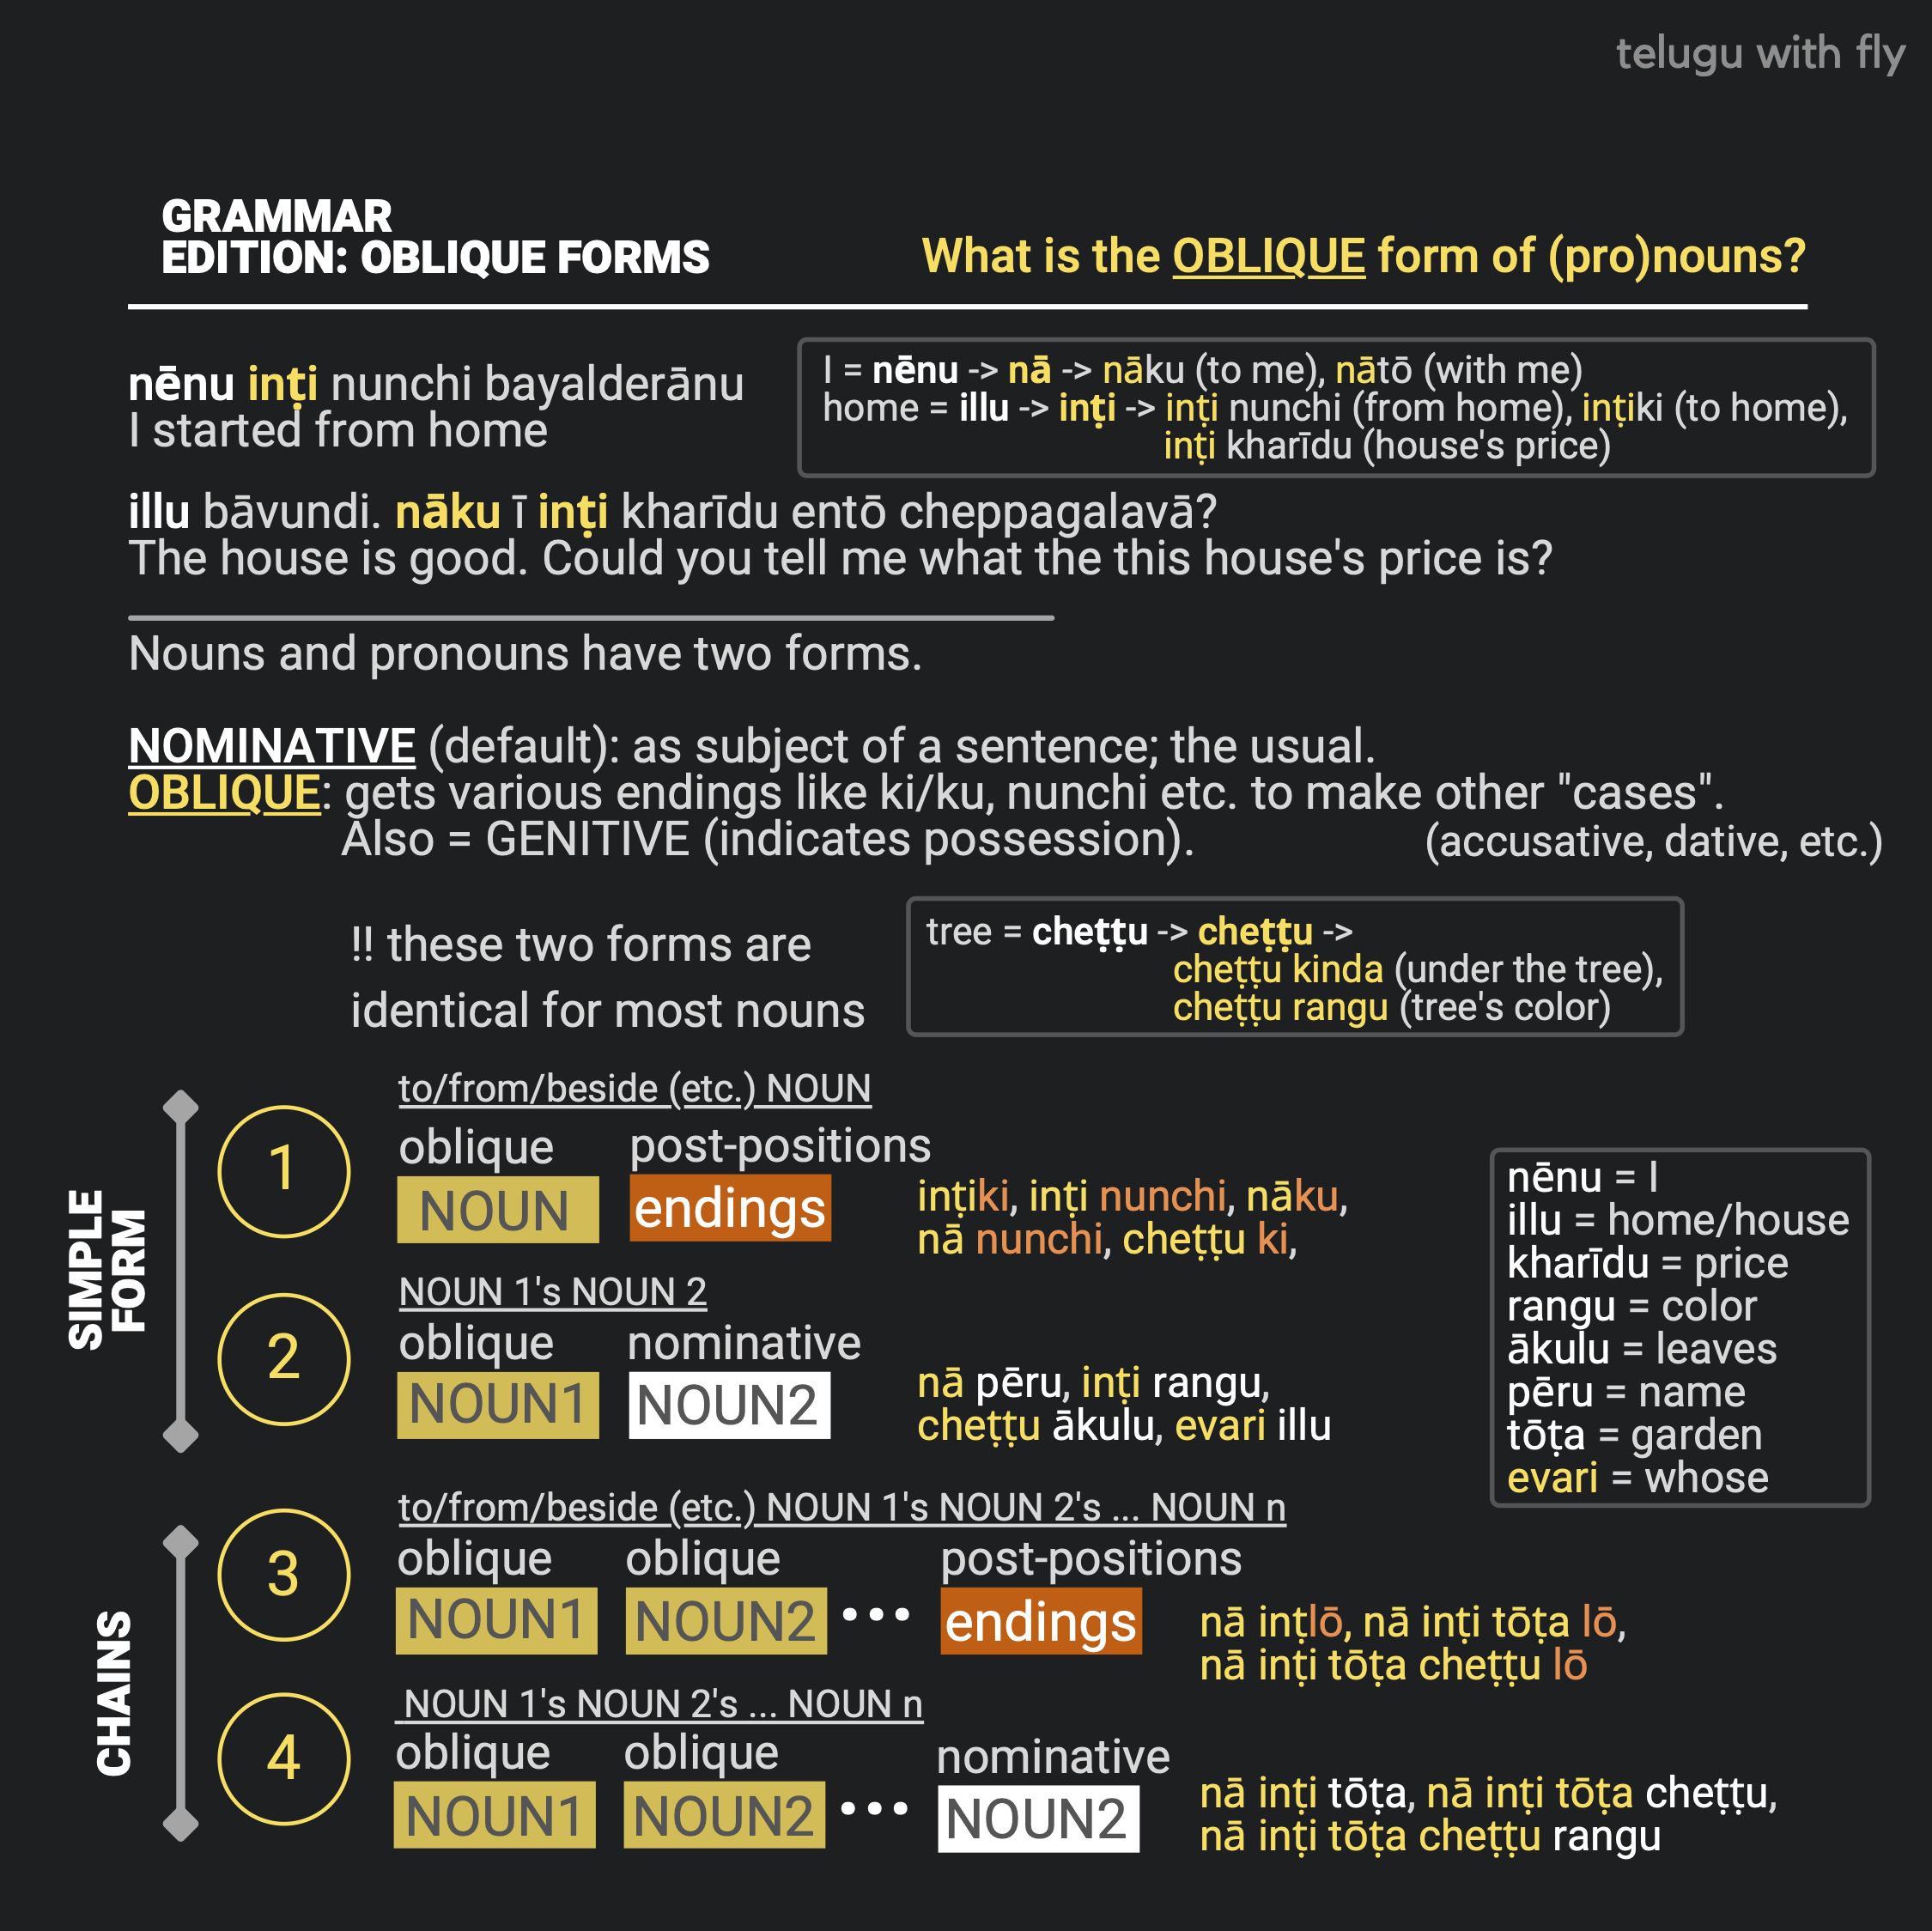 telugu with fly
GRAMMAR
EDITION: OBLIQUE FORMS
What is the OBLIQUE form of (pro)nouns?
nēnu inṭi nunchi bayalderānu
I started from home
I = nēnu -> nā -> nāku (to me), nātō (with me)
home = illu -> inṭi -> inṭi nunchi (from home), inṭiki (to home),
inṭi kharīdu (house's price)
illu bāvundi. nāku ī inṭi kharīdu entō cheppagalavā?
The house is good. Could you tell me what the this house's price is?
Nouns and pronouns have two forms.
NOMINATIVE (default): as subject of a sentence; the usual.
OBLIQUE: gets various endings like ki/ku, nunchi etc. to make other "cases".
Also = GENITIVE (indicates possession).
(accusative, dative, etc.)
!! these two forms are
identical for most nouns
tree = cheṭṭu -> cheṭṭu ->
cheṭṭu kinda (under the tree),
cheṭṭu rangu (tree's color)
SIMPLE
FORM
1
to/from/beside (etc.) NOUN
oblique post-positions
NOUN endings
inṭiki, inṭi nunchi, nāku,
nā nunchi, cheṭṭu ki,
2
NOUN 1's NOUN 2
oblique nominative
NOUN1 NOUN2
nā pēru, inṭi rangu,
cheṭṭu ākulu, evari illu
nēnu = I
illu = home/house
kharīdu = price
rangu = color
ākulu = leaves
pēru = name
tōṭa = garden
evari = whose
CHAINS
3
to/from/beside (etc.) NOUN 1's NOUN 2's ... NOUN n
oblique oblique post-positions
NOUN1 NOUN2 ... endings
nā inṭlō, nā inṭi tōṭa lō,
nā inṭi tōṭa cheṭṭu lō
4
NOUN 1's NOUN 2's ... NOUN n
oblique oblique nominative
NOUN1 NOUN2 ... NOUN2
nā inṭi tōṭa, nā inṭi tōṭa cheṭṭu,
nā inṭi tōṭa cheṭṭu rangu